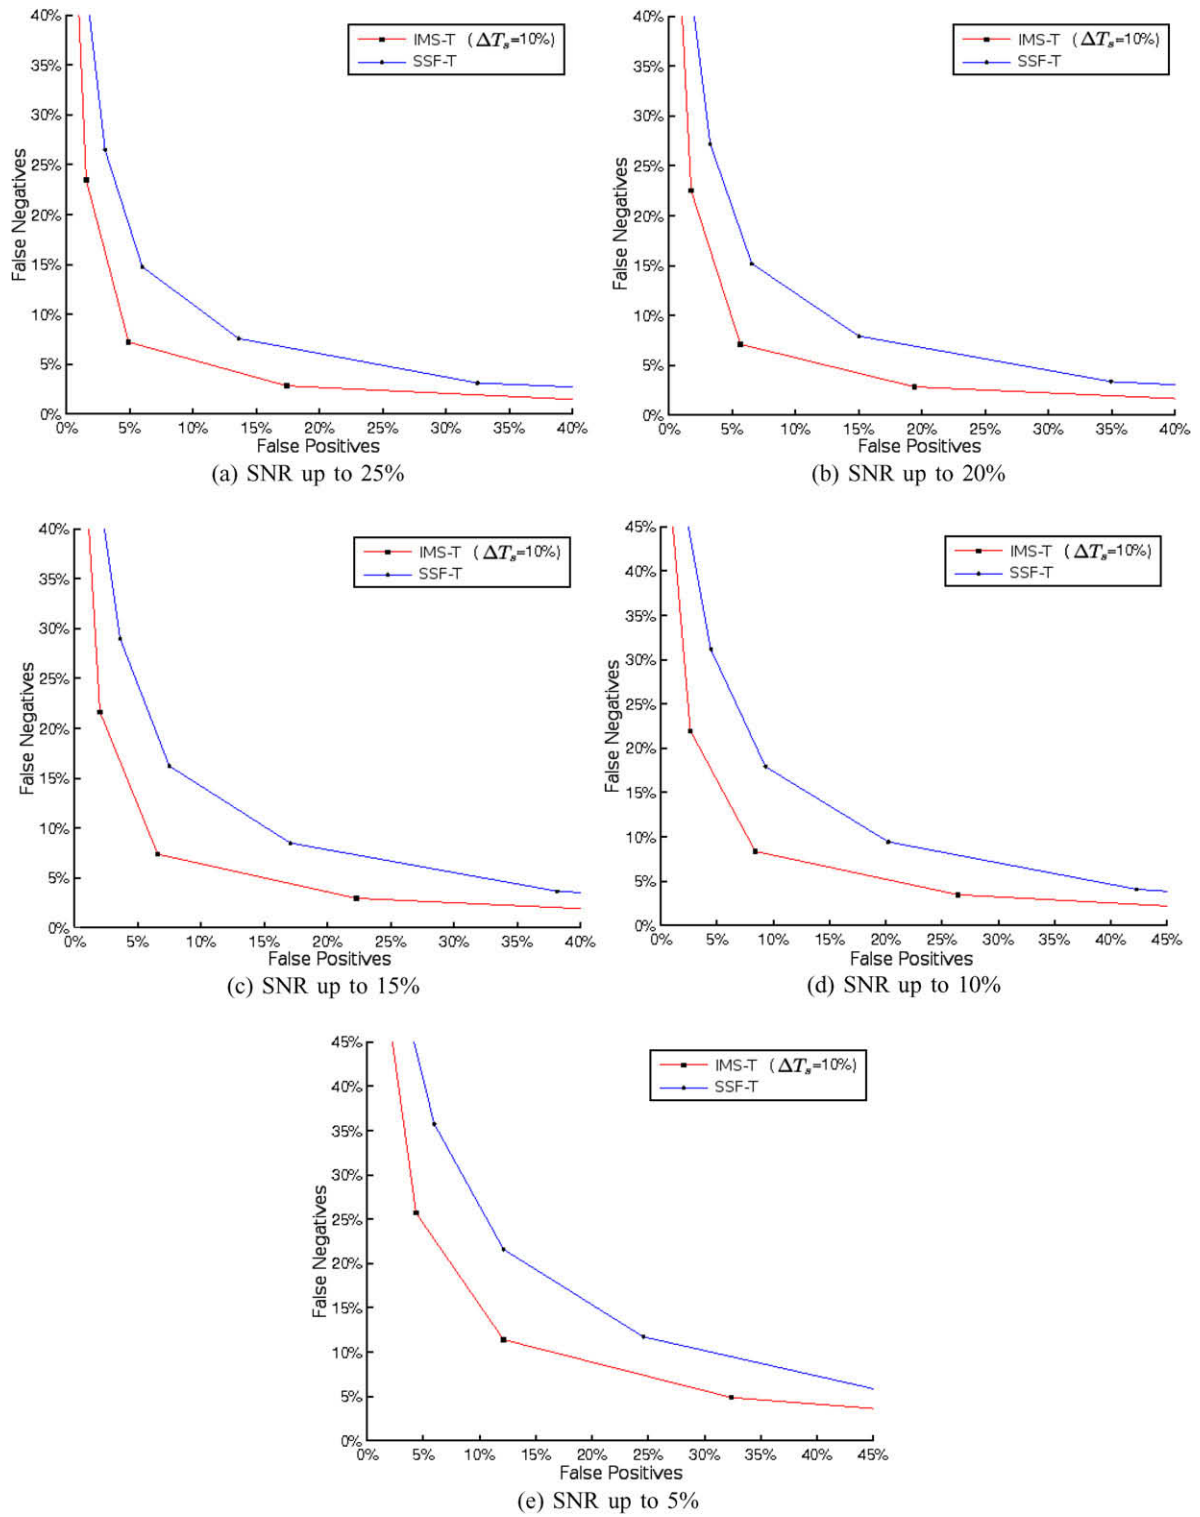 40%
35%
30%
25%
20%
15%
10%
5%
0%
False Negatives
IMS-T ( ΔTₛ=10%)
SSF-T
0% 5% 10% 15% 20% 25% 30% 35% 40%
False Positives
(a) SNR up to 25%
40%
35%
30%
25%
20%
15%
10%
5%
0%
False Negatives
IMS-T ( ΔTₛ=10%)
SSF-T
0% 5% 10% 15% 20% 25% 30% 35% 40%
False Positives
(b) SNR up to 20%
40%
35%
30%
25%
20%
15%
10%
5%
0%
False Negatives
IMS-T ( ΔTₛ=10%)
SSF-T
0% 5% 10% 15% 20% 25% 30% 35% 40%
False Positives
(c) SNR up to 15%
45%
40%
35%
30%
25%
20%
15%
10%
5%
0%
False Negatives
IMS-T ( ΔTₛ=10%)
SSF-T
0% 5% 10% 15% 20% 25% 30% 35% 40% 45%
False Positives
(d) SNR up to 10%
45%
40%
35%
30%
25%
20%
15%
10%
5%
0%
False Negatives
IMS-T ( ΔTₛ=10%)
SSF-T
0% 5% 10% 15% 20% 25% 30% 35% 40% 45%
False Positives
(e) SNR up to 5%